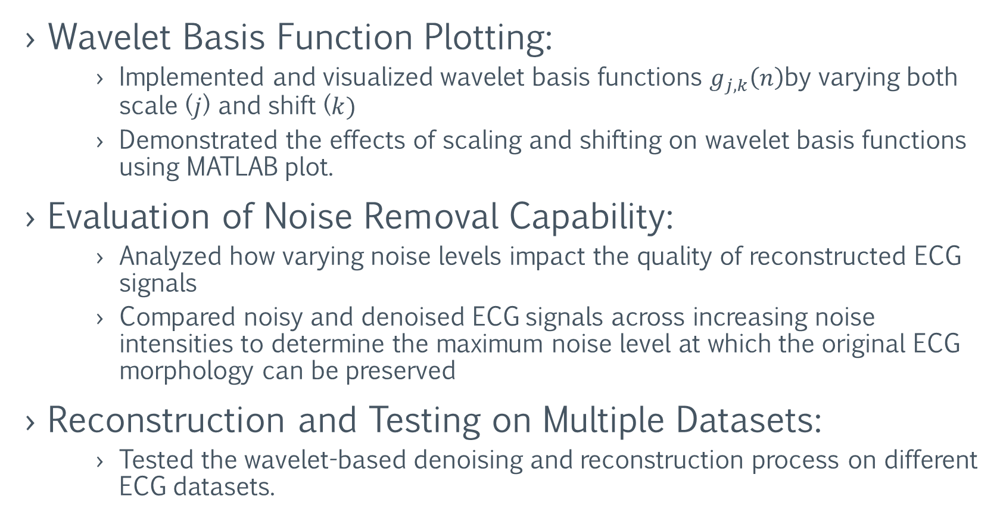 › Wavelet Basis Function Plotting:
› Implemented and visualized wavelet basis functions g_{j,k}(n)by varying both
scale (j) and shift (k)
› Demonstrated the effects of scaling and shifting on wavelet basis functions
using MATLAB plot.
› Evaluation of Noise Removal Capability:
› Analyzed how varying noise levels impact the quality of reconstructed ECG
signals
› Compared noisy and denoised ECG signals across increasing noise
intensities to determine the maximum noise level at which the original ECG
morphology can be preserved
› Reconstruction and Testing on Multiple Datasets:
› Tested the wavelet-based denoising and reconstruction process on different
ECG datasets.